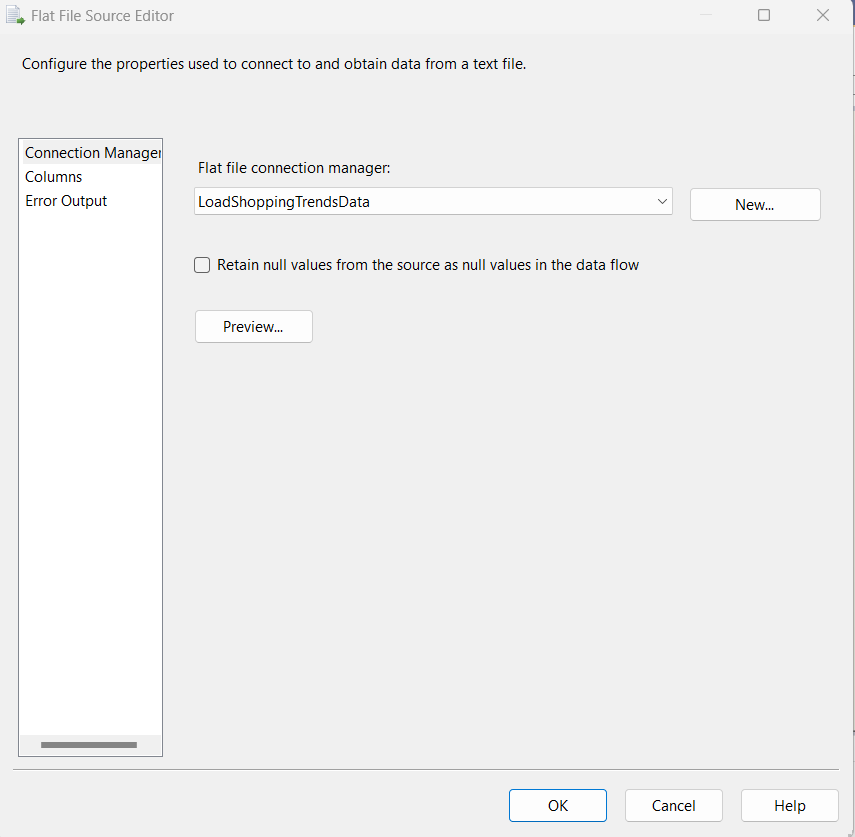 Flat File Source Editor
Configure the properties used to connect to and obtain data from a text file.
Connection Manager
Columns
Error Output
Flat file connection manager:
LoadShoppingTrendsData
New...
Retain null values from the source as null values in the data flow
Preview...
OK
Cancel
Help